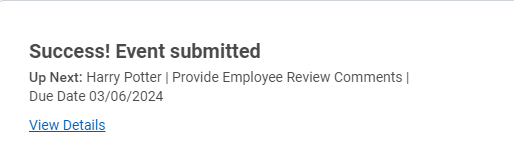 Success! Event submitted
Up Next: Harry Potter | Provide Employee Review Comments |
Due Date 03/06/2024
View Details